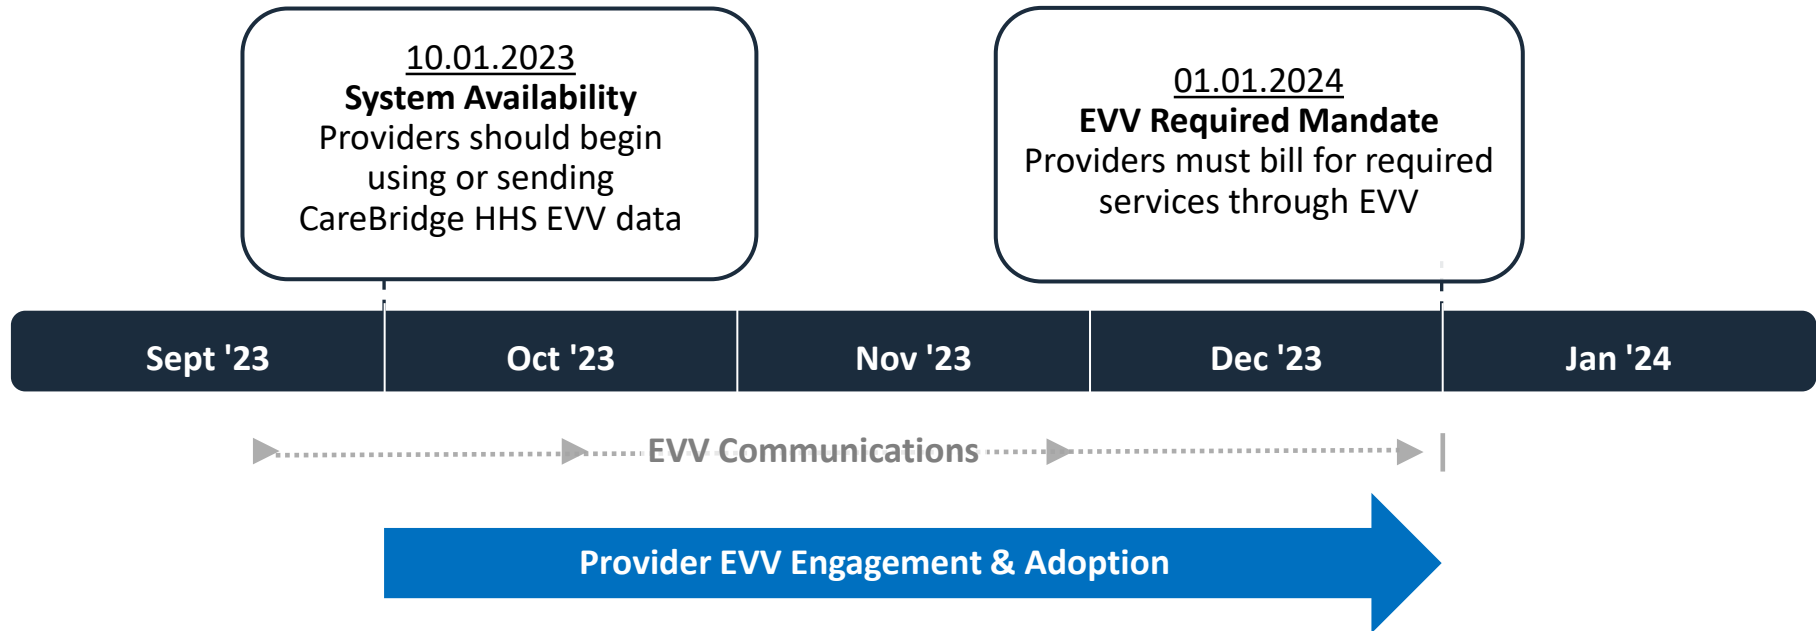 10.01.2023
System Availability
Providers should begin
using or sending
CareBridge HHS EVV data
01.01.2024
EVV Required Mandate
Providers must bill for required
services through EVV
Sept '23
Oct '23
Nov '23
Dec '23
Jan '24
EVV Communications
Provider EVV Engagement & Adoption